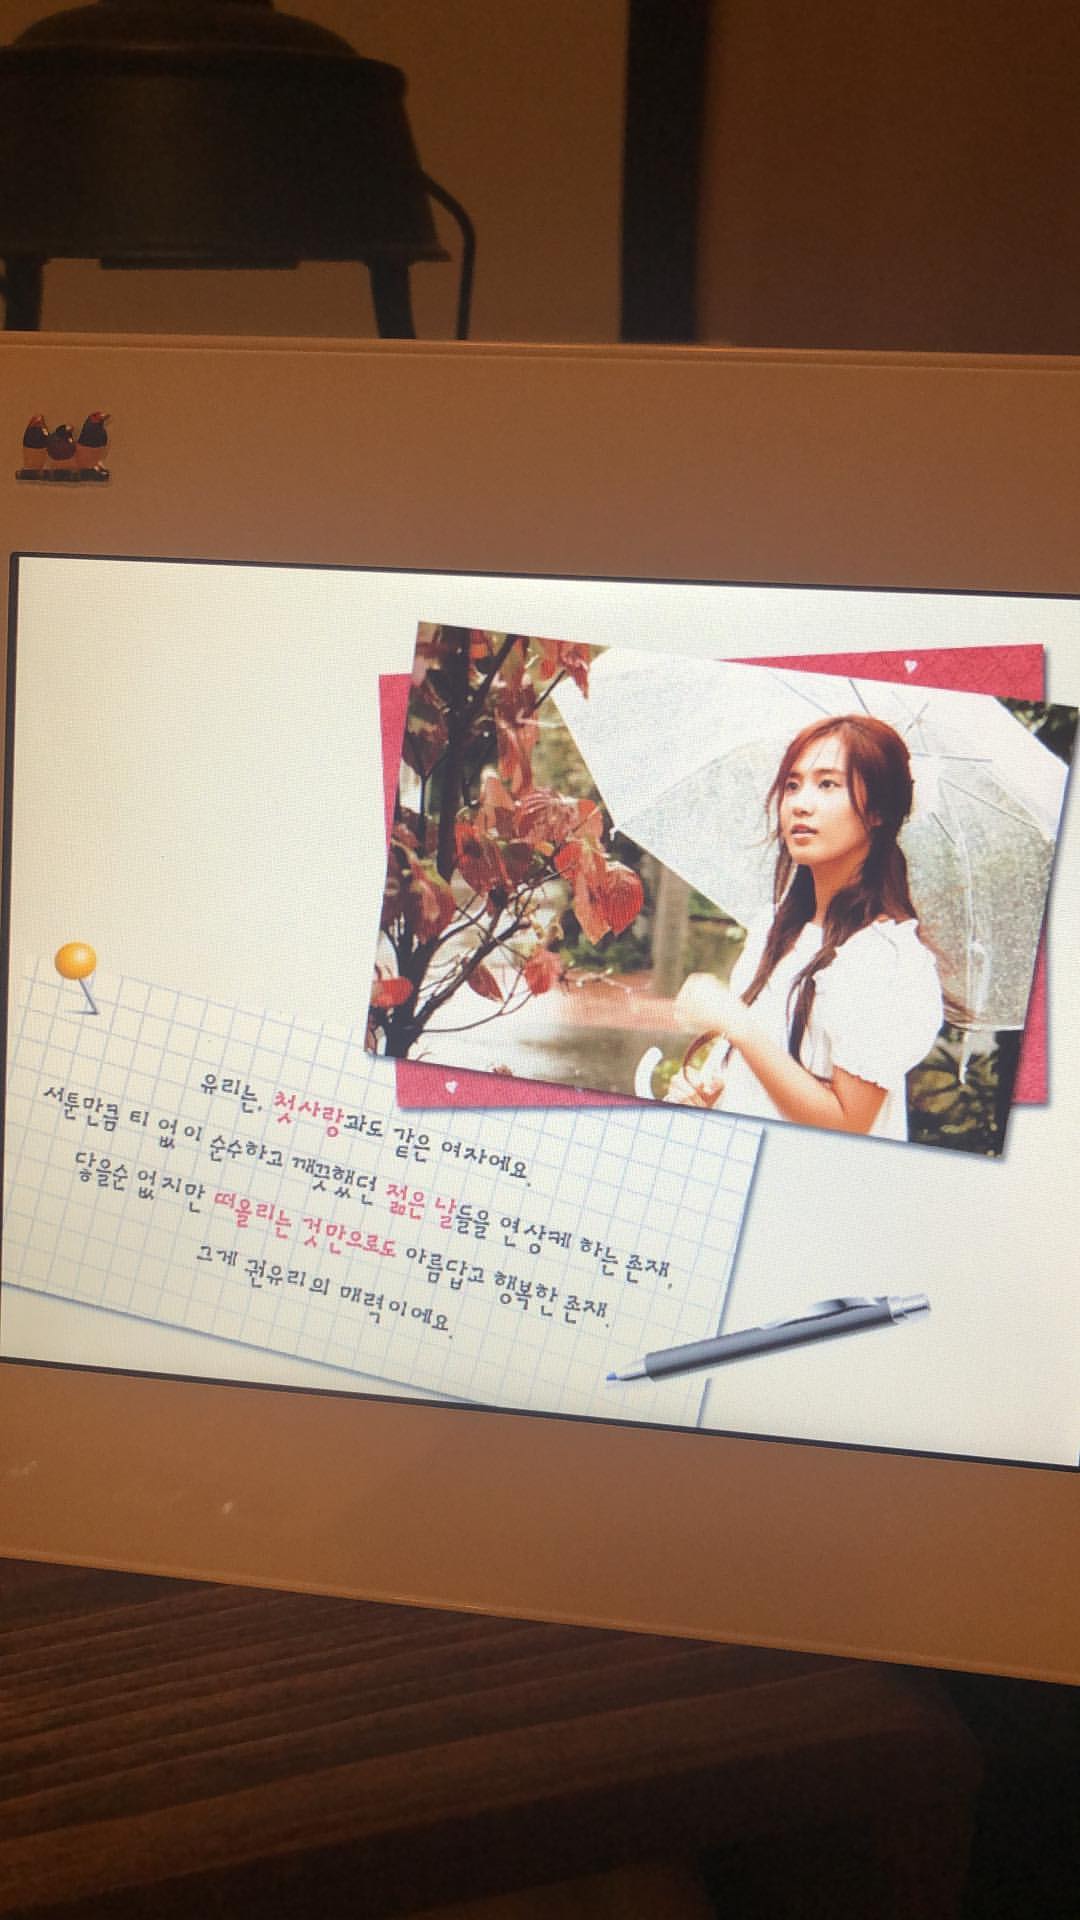 유리는, 첫사랑과도 같은 여자에요.
서툰만큼 티 없이 순수하고 깨끗했던 젊은 날들을 연상케 하는 존재,
닿을순 없지만 떠올리는 것만으로도 아름답고 행복한 존재.
그게 권유리의 매력이에요.